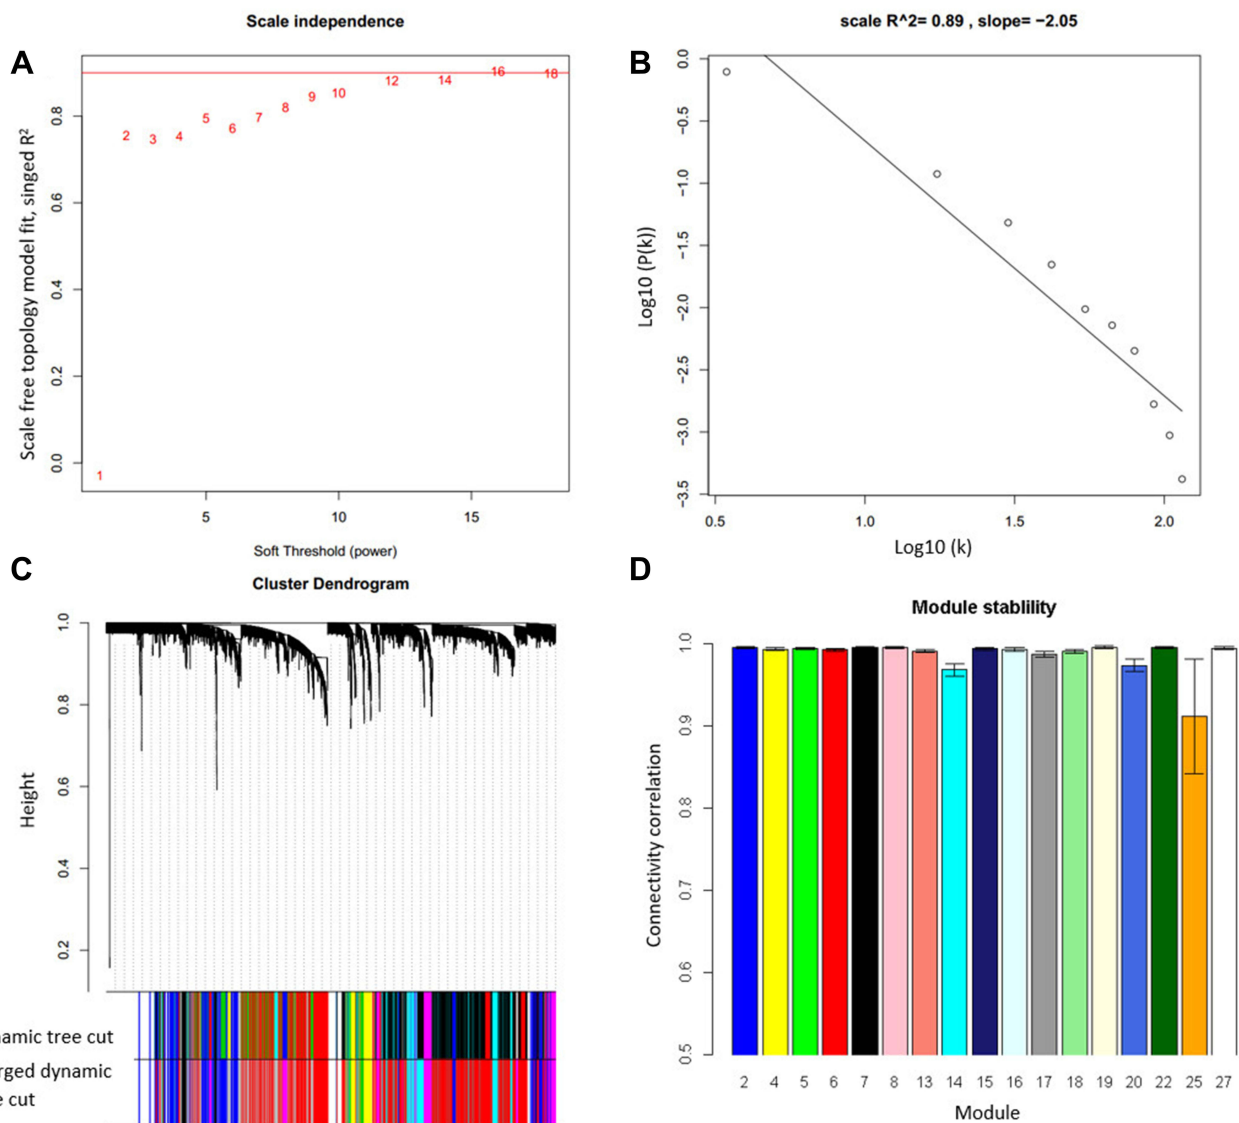 Scale independence
A
Scale free topology model fit, singed R²
0.8
0.6
0.4
0.2
0.0
1
2
3
4
5
6
7
8
9
10
12
14
16
18
5
10
15
Soft Threshold (power)
scale R^2= 0.89 , slope= −2.05
B
Log10 (P(k))
0.0
−0.5
−1.0
−1.5
−2.0
−2.5
−3.0
−3.5
0.5
1.0
1.5
2.0
Log10 (k)
C
Cluster Dendrogram
Height
1.0
0.8
0.6
0.4
0.2
namic tree cut
rged dynamic
e cut
D
Module stablility
Connectivity correlation
1.0
0.9
0.8
0.7
0.6
0.5
2 4 5 6 7 8 13 14 15 16 17 18 19 20 22 25 27
Module